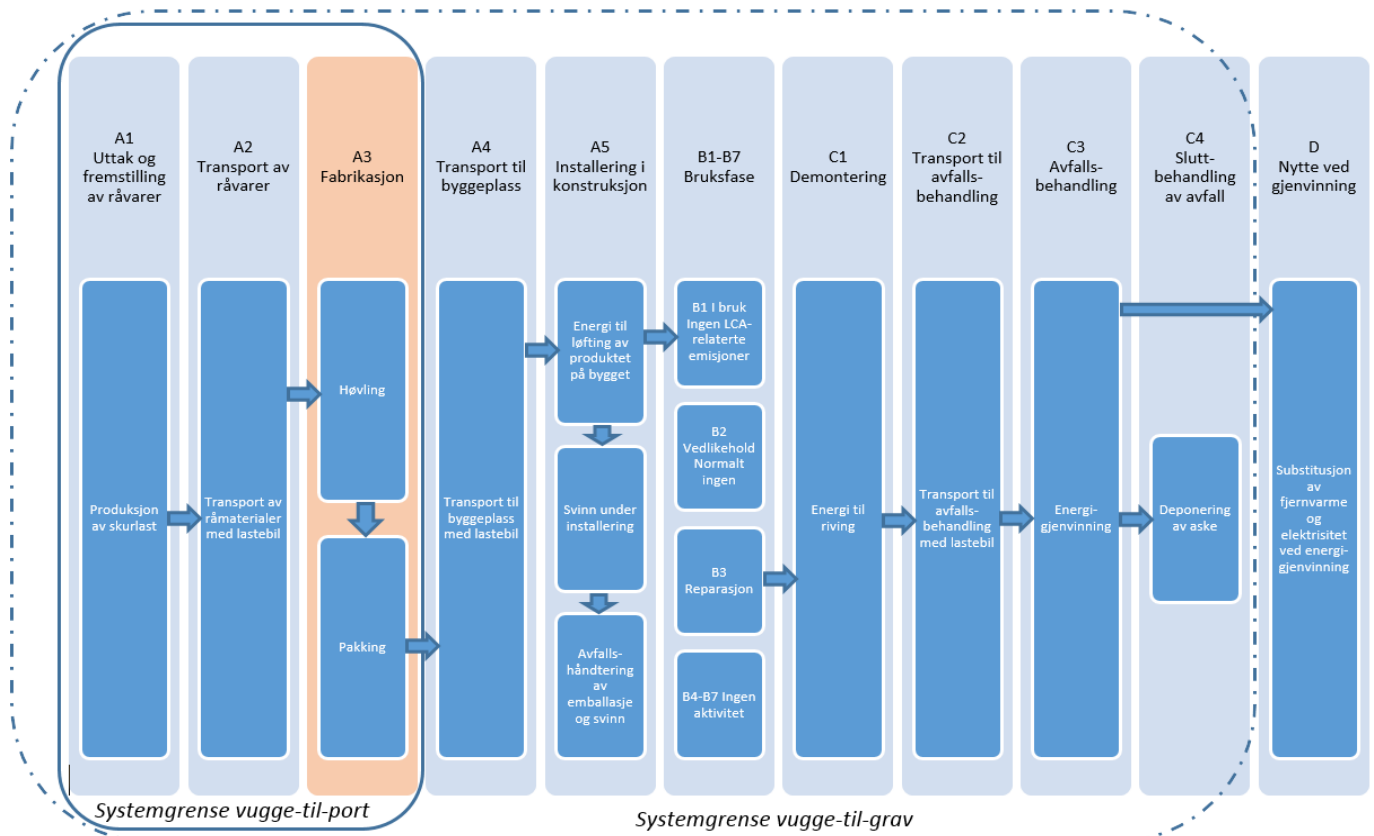 A1
Uttak og
fremstilling
av råvarer
A2
Transport av
råvarer
A3
Fabrikasjon
A4
Transport til
byggeplass
A5
Installering i
konstruksjon
B1-B7
Bruksfase
C1
Demontering
C2
Transport til
avfalls-
behandling
C3
Avfalls-
behandling
C4
Slutt-
behandling
av avfall
D
Nytte ved
gjenvinning
Produksjon
av skurlast
Transport av
råmaterialer
med lastebil
Høvling
Pakking
Transport til
byggeplass
med lastebil
Energi til
løfting av
produktet
på bygget
Svinn under
installering
Avfalls-
håndtering
av
emballasje
og svinn
B1 I bruk
Ingen LCA-
relaterte
emisjoner
B2
Vedlikehold
Normalt
ingen
B3
Reparasjon
B4-B7 Ingen
aktivitet
Energi til
riving
Transport til
avfalls-
behandling
med lastebil
Energi-
gjenvinning
Deponering
av aske
Substitusjon
av
fjernvarme
og
elektrisitet
ved energi-
gjenvinning
Systemgrense vugge-til-port
Systemgrense vugge-til-grav